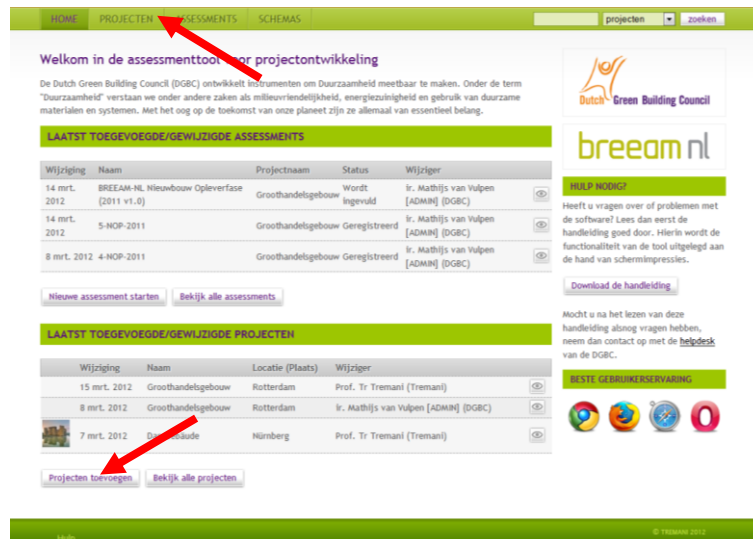 HOME PROJECTEN ASSESSMENTS SCHEMAS projecten zoeken
Welkom in de assessmenttool voor projectontwikkeling
De Dutch Green Building Council (DGBC) ontwikkelt instrumenten om Duurzaamheid meetbaar te maken. Onder de term
"Duurzaamheid" verstaan we onder andere zaken als milieuvriendelijkheid, energiezuinigheid en gebruik van duurzame
materialen en systemen. Met het oog op de toekomst van onze planeet zijn ze allemaal van essentieel belang.
LAATST TOEGEVOEGDE/GEWIJZIGDE ASSESSMENTS
Wijziging Naam Projectnaam Status Wijziger
14 mrt. 2012 BREEAM-NL Nieuwbouw Opleverfase (2011 v1.0) Groothandelsgebouw Wordt ingevuld ir. Mathijs van Vulpen [ADMIN] (DGBC)
14 mrt. 2012 5-NOP-2011 Groothandelsgebouw Geregistreerd ir. Mathijs van Vulpen [ADMIN] (DGBC)
8 mrt. 2012 4-NOP-2011 Groothandelsgebouw Geregistreerd ir. Mathijs van Vulpen [ADMIN] (DGBC)
Nieuwe assessment starten Bekijk alle assessments
LAATST TOEGEVOEGDE/GEWIJZIGDE PROJECTEN
Wijziging Naam Locatie (Plaats) Wijziger
15 mrt. 2012 Groothandelsgebouw Rotterdam Prof. Tr Tremani (Tremani)
8 mrt. 2012 Groothandelsgebouw Rotterdam ir. Mathijs van Vulpen [ADMIN] (DGBC)
7 mrt. 2012 Nürnberg Prof. Tr Tremani (Tremani)
Projecten toevoegen Bekijk alle projecten
Dutch Green Building Council
breeam nl
HULP NODIG?
Heeft u vragen over of problemen met
de software? Lees dan eerst de
handleiding goed door. Hierin wordt de
functionaliteit van de tool uitgelegd aan
de hand van schermimpressies.
Download de handleiding
Mocht u na het lezen van deze
handleiding alsnog vragen hebben,
neem dan contact op met de helpdesk
van de DGBC.
BESTE GEBRUIKERSERVARING
© TREMANI 2012